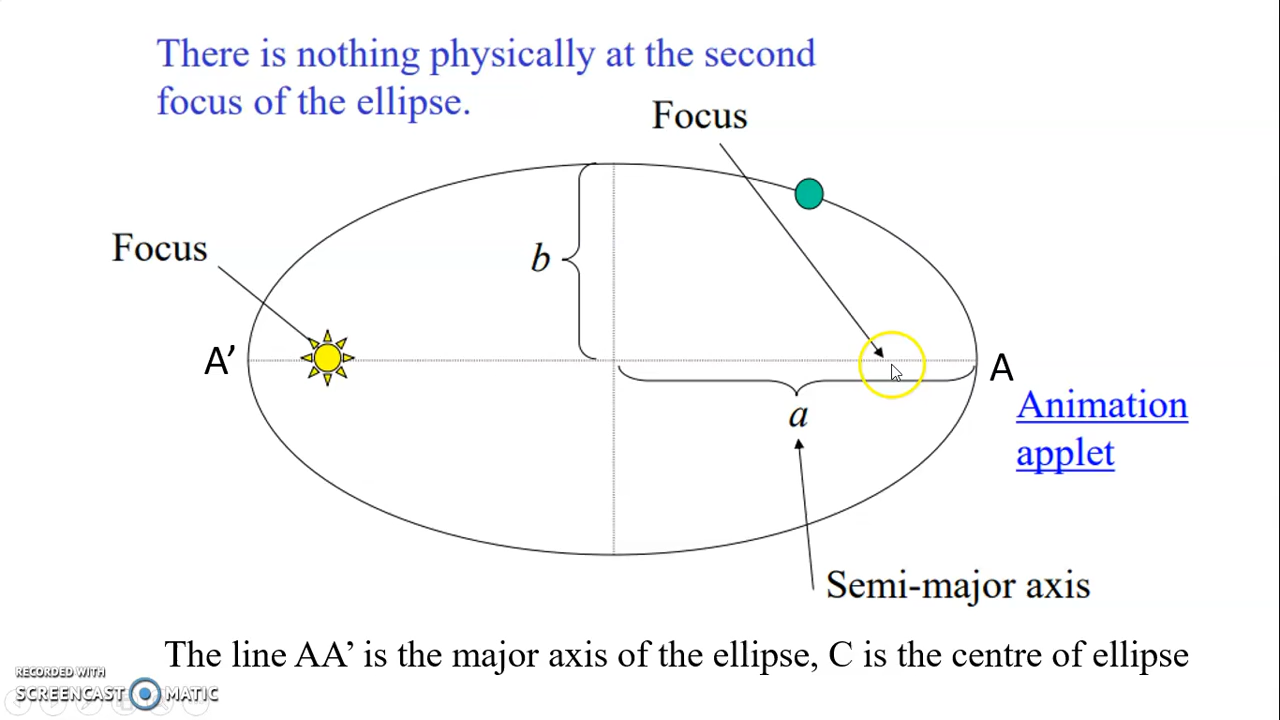 There is nothing physically at the second
focus of the ellipse.
Focus
Focus
b
A’
A
a
Animation
applet
Semi-major axis
The line AA’ is the major axis of the ellipse, C is the centre of ellipse
RECORDED WITH
SCREENCAST MATIC